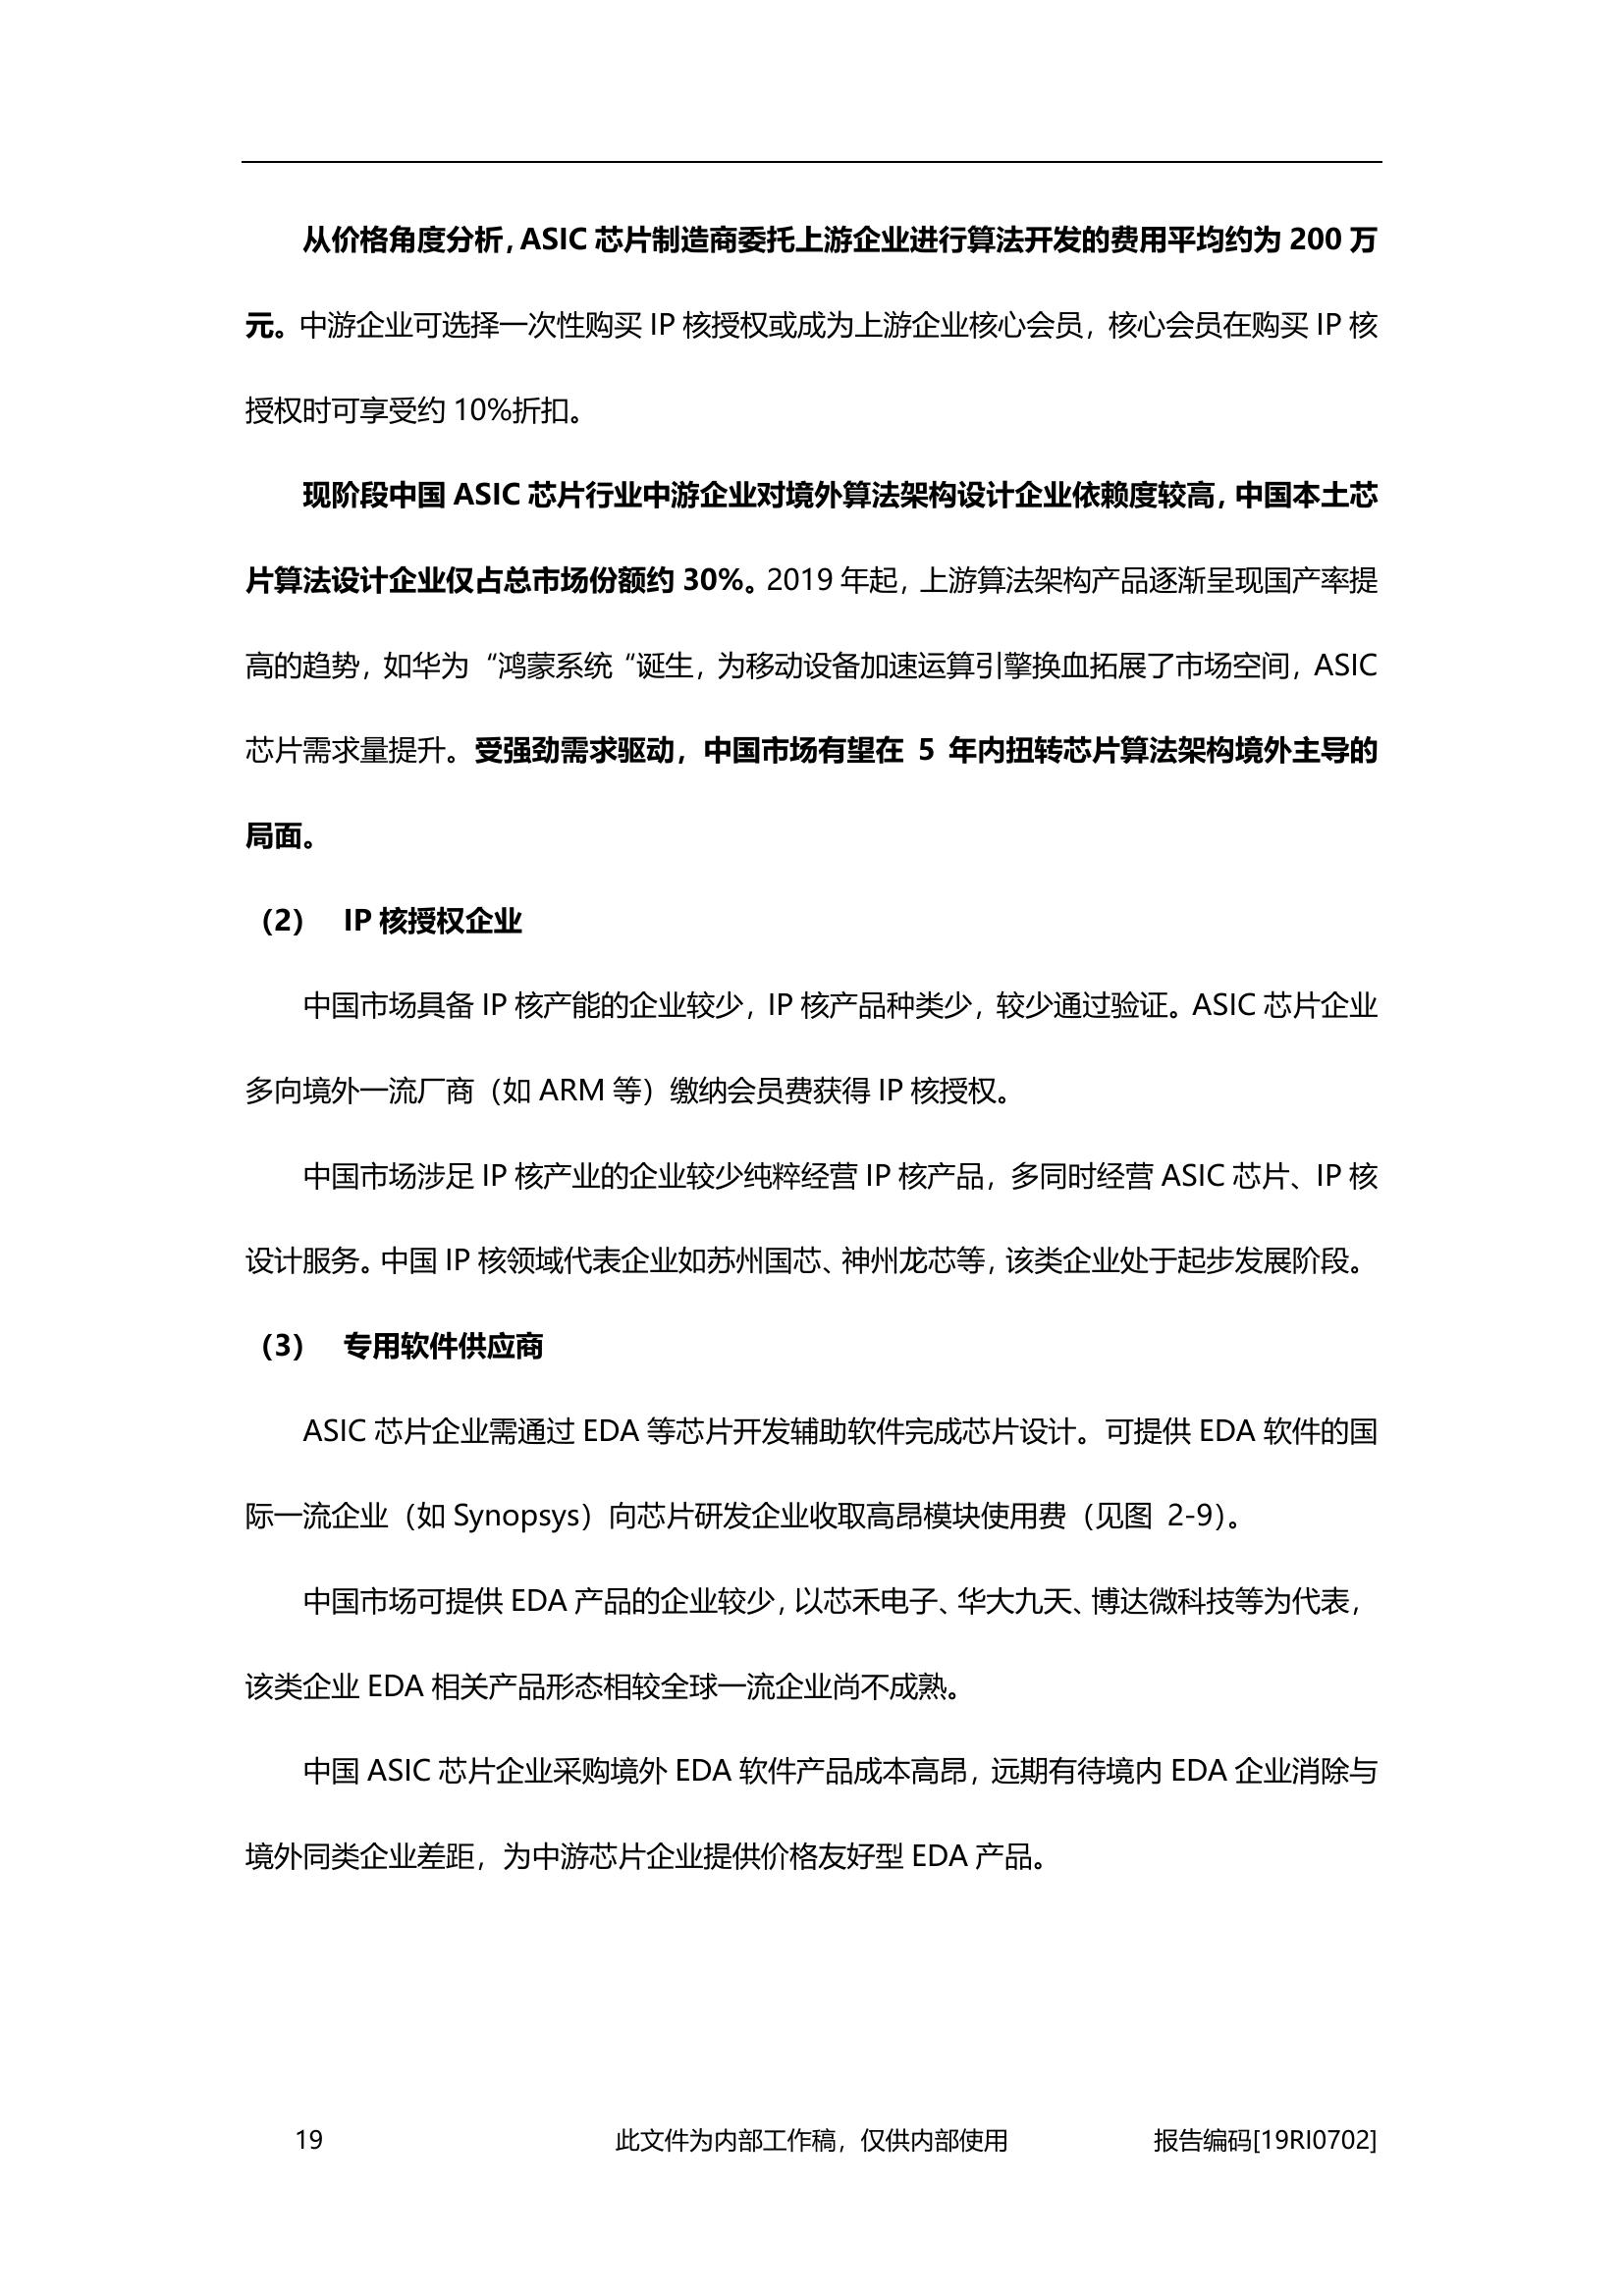 从价格角度分析，ASIC 芯片制造商委托上游企业进行算法开发的费用平均约为 200 万
元。中游企业可选择一次性购买 IP 核授权或成为上游企业核心会员，核心会员在购买 IP 核
授权时可享受约 10%折扣。
现阶段中国 ASIC 芯片行业中游企业对境外算法架构设计企业依赖度较高，中国本土芯
片算法设计企业仅占总市场份额约 30%。2019 年起，上游算法架构产品逐渐呈现国产率提
高的趋势，如华为“鸿蒙系统“诞生，为移动设备加速运算引擎换血拓展了市场空间，ASIC
芯片需求量提升。受强劲需求驱动，中国市场有望在 5 年内扭转芯片算法架构境外主导的
局面。
（2） IP 核授权企业
中国市场具备 IP 核产能的企业较少，IP 核产品种类少，较少通过验证。ASIC 芯片企业
多向境外一流厂商（如 ARM 等）缴纳会员费获得 IP 核授权。
中国市场涉足 IP 核产业的企业较少纯粹经营 IP 核产品，多同时经营 ASIC 芯片、IP 核
设计服务。中国 IP 核领域代表企业如苏州国芯、神州龙芯等，该类企业处于起步发展阶段。
（3） 专用软件供应商
ASIC 芯片企业需通过 EDA 等芯片开发辅助软件完成芯片设计。可提供 EDA 软件的国
际一流企业（如 Synopsys）向芯片研发企业收取高昂模块使用费（见图 2-9）。
中国市场可提供 EDA 产品的企业较少，以芯禾电子、华大九天、博达微科技等为代表，
该类企业 EDA 相关产品形态相较全球一流企业尚不成熟。
中国 ASIC 芯片企业采购境外 EDA 软件产品成本高昂，远期有待境内 EDA 企业消除与
境外同类企业差距，为中游芯片企业提供价格友好型 EDA 产品。
19 此文件为内部工作稿，仅供内部使用 报告编码[19RI0702]